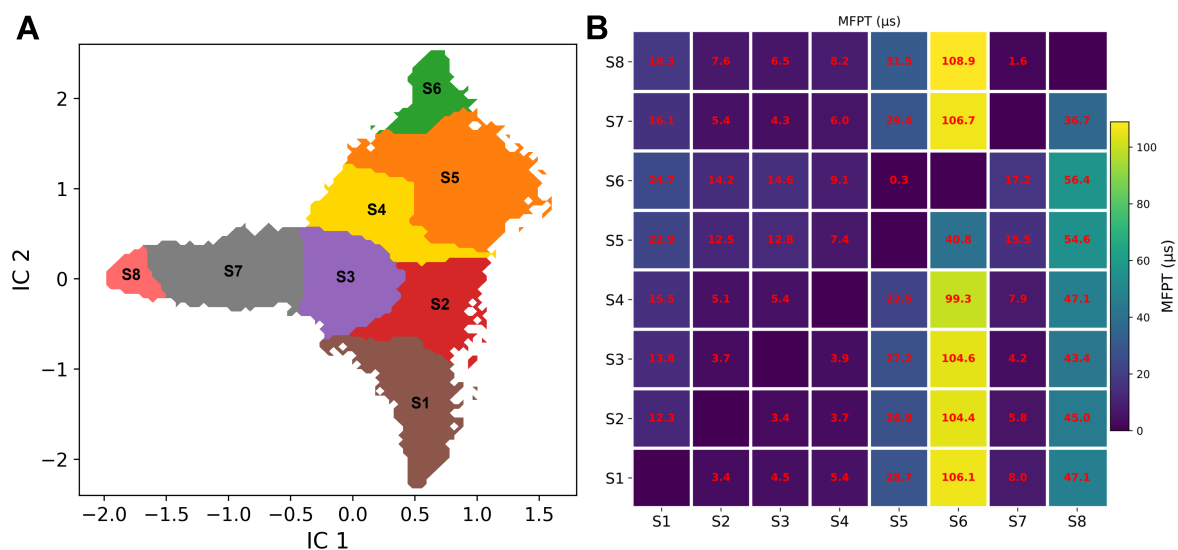 A
IC 2
2
1
0
−1
−2
S6
S5
S4
S8
S7
S3
S2
S1
−2.0 −1.5 −1.0 −0.5 0.0 0.5 1.0 1.5
IC 1
B
MFPT (μs)
S8 18.3 7.6 6.5 8.2 31.5 108.9 1.6
S7 16.1 5.4 4.3 6.0 106.7 36.7
S6 24.7 14.2 14.6 9.1 0.3 17.2 56.4
S5 22.9 12.5 12.8 7.4 40.8 15.5 54.6
S4 15.5 5.1 5.4 22.5 99.3 7.9 47.1
S3 13.8 3.7 3.9 27.2 104.6 4.2 43.4
S2 12.3 3.4 3.7 104.4 5.8 45.0
S1 3.4 4.5 5.4 28.7 106.1 8.0 47.1
S1 S2 S3 S4 S5 S6 S7 S8
100
80
60
40
20
0
MFPT (μs)